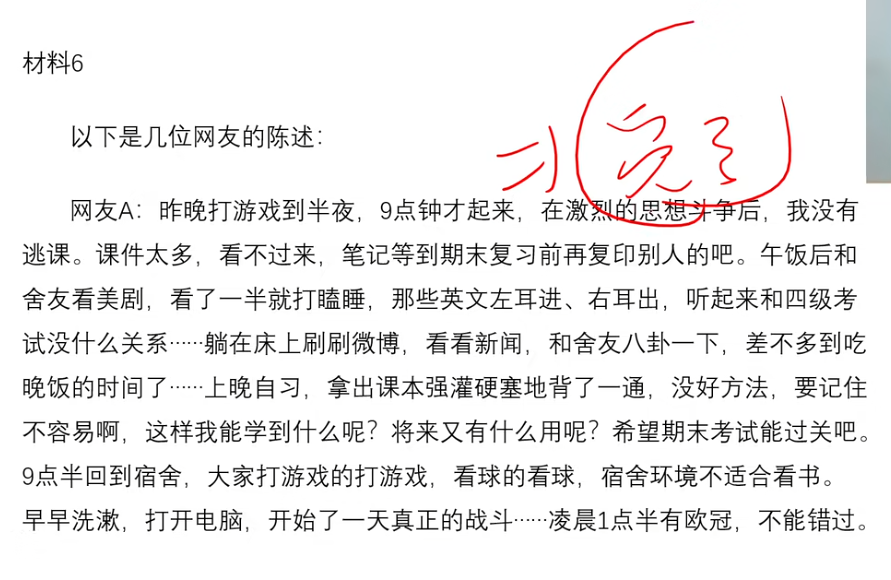 材料6
以下是几位网友的陈述：
网友A：昨晚打游戏到半夜，9点钟才起来，在激烈的思想斗争后，我没有
逃课。课件太多，看不过来，笔记等到期末复习前再复印别人的吧。午饭后和
舍友看美剧，看了一半就打瞌睡，那些英文左耳进、右耳出，听起来和四级考
试没什么关系……躺在床上刷刷微博，看看新闻，和舍友八卦一下，差不多到吃
晚饭的时间了……上晚自习，拿出课本强灌硬塞地背了一通，没好方法，要记住
不容易啊，这样我能学到什么呢？将来又有什么用呢？希望期末考试能过关吧。
9点半回到宿舍，大家打游戏的打游戏，看球的看球，宿舍环境不适合看书。
早早洗漱，打开电脑，开始了一天真正的战斗……凌晨1点半有欧冠，不能错过。